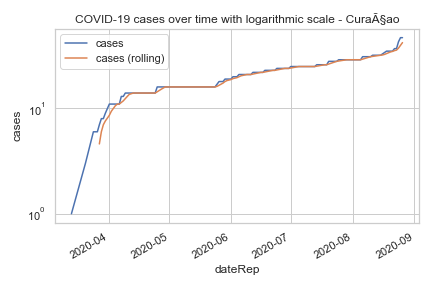 COVID-19 cases over time with logarithmic scale - CuraÃ§ao
cases
cases (rolling)
10¹
10⁰
cases
2020-04
2020-05
2020-06
2020-07
2020-08
2020-09
dateRep